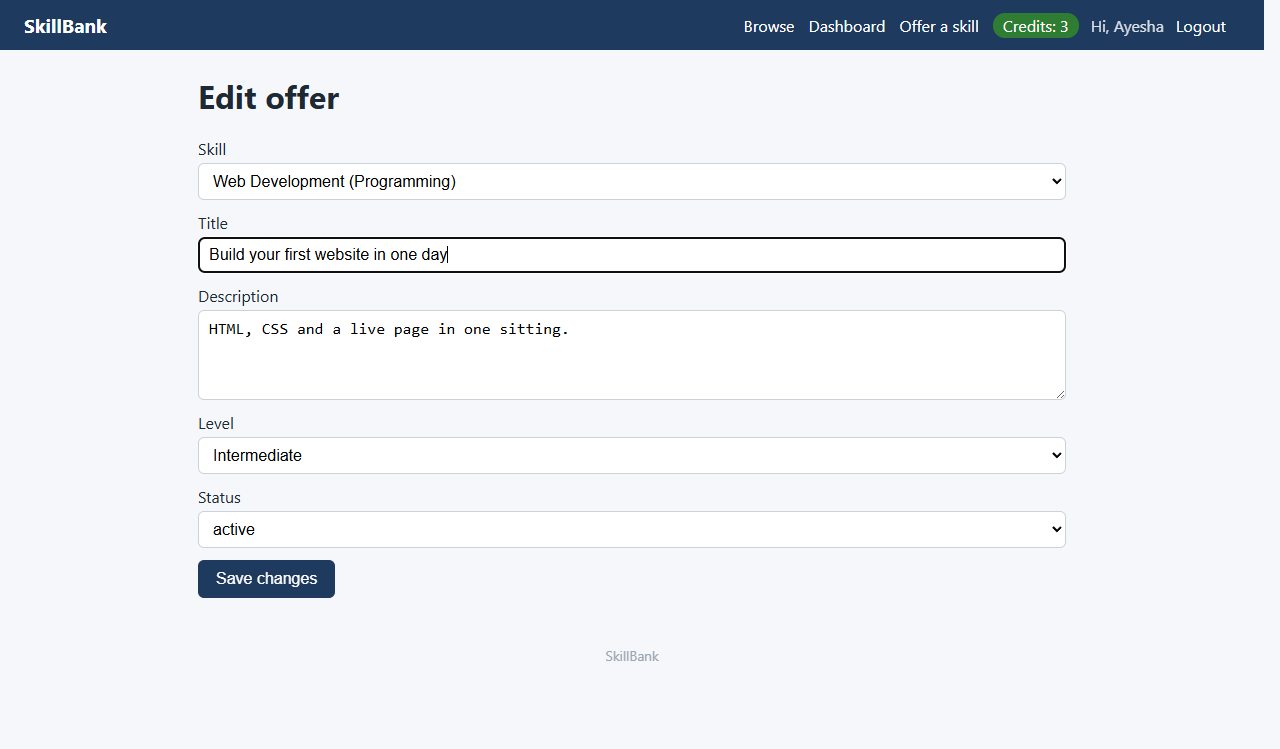 SkillBank
Browse Dashboard Offer a skill Credits: 3 Hi, Ayesha Logout
Edit offer
Skill
Web Development (Programming)
Title
Build your first website in one day
Description
HTML, CSS and a live page in one sitting.
Level
Intermediate
Status
active
Save changes
SkillBank